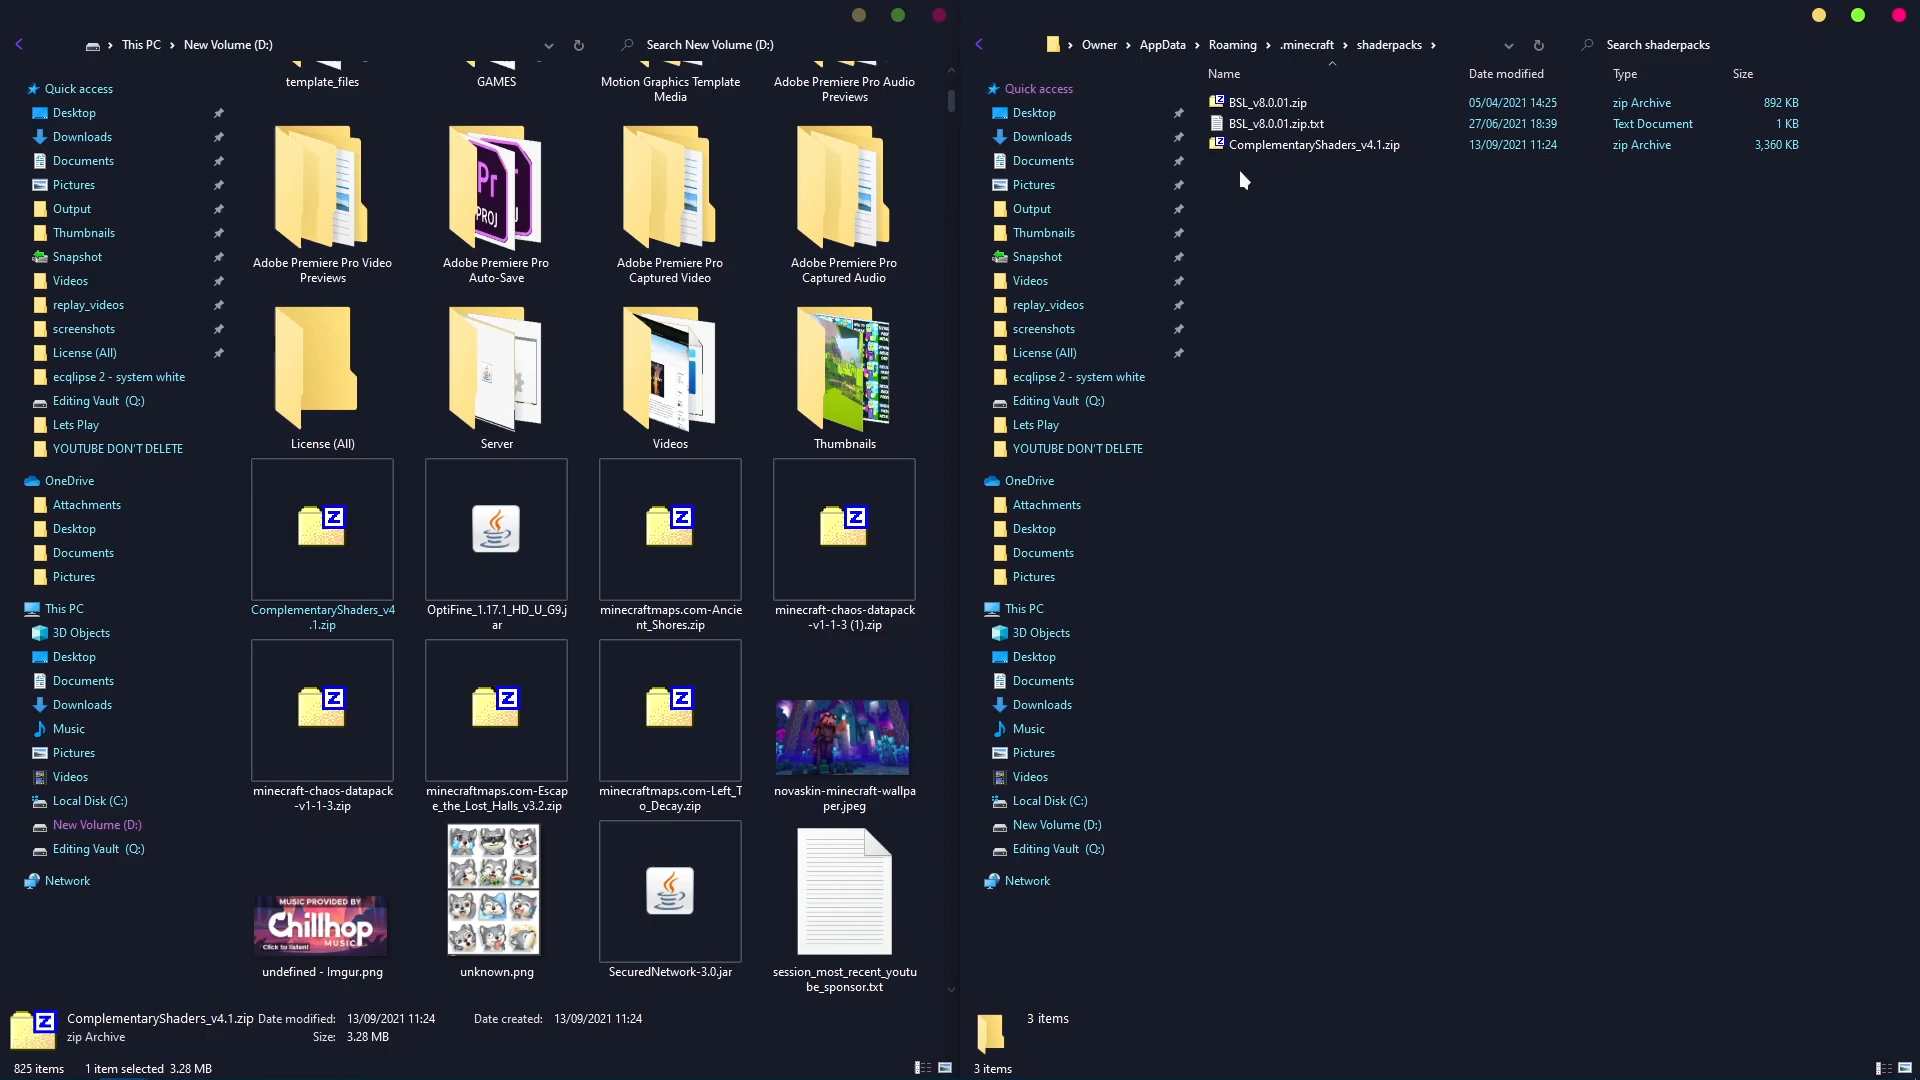 This PC
New Volume (D:)
Search New Volume (D:)
Quick access
Desktop
Downloads
Documents
Pictures
Output
Thumbnails
Snapshot
Videos
replay_videos
screenshots
License (All)
ecqlipse 2 - system white
Editing Vault (Q:)
Lets Play
YOUTUBE DON'T DELETE
OneDrive
Attachments
Desktop
Documents
Pictures
This PC
3D Objects
Desktop
Documents
Downloads
Music
Pictures
Videos
Local Disk (C:)
New Volume (D:)
Editing Vault (Q:)
Network
template_files
GAMES
Motion Graphics Template
Media
Adobe Premiere Pro Audio
Previews
Adobe Premiere Pro Video
Previews
Pr
PROJ
Adobe Premiere Pro
Auto-Save
Adobe Premiere Pro
Captured Video
Adobe Premiere Pro
Captured Audio
License (All)
Server
Videos
Thumbnails
ComplementaryShaders_v4
.1.zip
OptiFine_1.17.1_HD_U_G9.j
ar
minecraftmaps.com-Ancie
nt_Shores.zip
minecraft-chaos-datapack
-v1-1-3 (1).zip
minecraft-chaos-datapack
-v1-1-3.zip
minecraftmaps.com-Escap
e_the_Lost_Halls_v3.2.zip
minecraftmaps.com-Left_T
o_Decay.zip
novaskin-minecraft-wallpa
per.jpeg
MUSIC PROVIDED BY
Chillhop
MUSIC
Click to listen!
undefined - Imgur.png
unknown.png
SecuredNetwork-3.0.jar
session_most_recent_youtu
be_sponsor.txt
ComplementaryShaders_v4.1.zip
zip Archive
Date modified: 13/09/2021 11:24
Size: 3.28 MB
Date created: 13/09/2021 11:24
825 items
1 item selected 3.28 MB
Owner
AppData
Roaming
.minecraft
shaderpacks
Search shaderpacks
Quick access
Desktop
Downloads
Documents
Pictures
Output
Thumbnails
Snapshot
Videos
replay_videos
screenshots
License (All)
ecqlipse 2 - system white
Editing Vault (Q:)
Lets Play
YOUTUBE DON'T DELETE
OneDrive
Attachments
Desktop
Documents
Pictures
This PC
3D Objects
Desktop
Documents
Downloads
Music
Pictures
Videos
Local Disk (C:)
New Volume (D:)
Editing Vault (Q:)
Network
Name Date modified Type Size
BSL_v8.0.01.zip 05/04/2021 14:25 zip Archive 892 KB
BSL_v8.0.01.zip.txt 27/06/2021 18:39 Text Document 1 KB
ComplementaryShaders_v4.1.zip 13/09/2021 11:24 zip Archive 3,360 KB
3 items
3 items